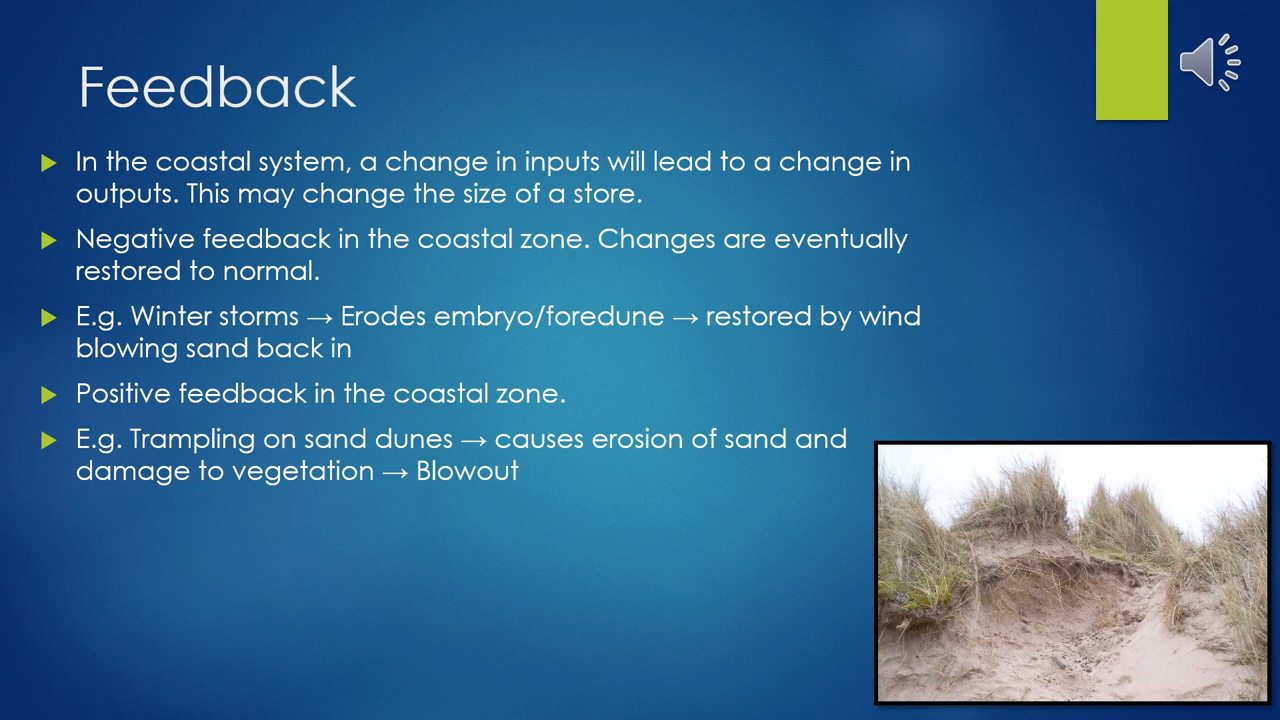 Feedback
In the coastal system, a change in inputs will lead to a change in
outputs. This may change the size of a store.
Negative feedback in the coastal zone. Changes are eventually
restored to normal.
E.g. Winter storms → Erodes embryo/foredune → restored by wind
blowing sand back in
Positive feedback in the coastal zone.
E.g. Trampling on sand dunes → causes erosion of sand and
damage to vegetation → Blowout